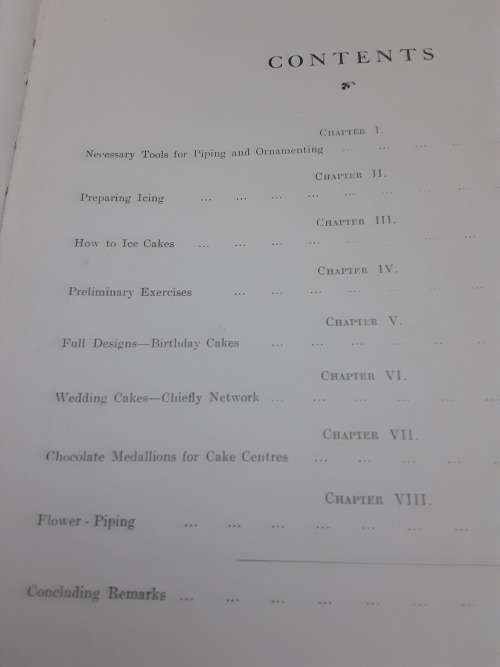 CONTENTS
CHAPTER I.
Necessary Tools for Piping and Ornamenting ... ... ... ...
CHAPTER II.
Preparing Icing ... ... ... ... ... ... ... ...
CHAPTER III.
How to Ice Cakes ... ... ... ... ... ... ...
CHAPTER IV.
Preliminary Exercises ... ... ... ... ... ...
CHAPTER V.
Full Designs—Birthday Cakes ... ... ... ... ... ...
CHAPTER VI.
Wedding Cakes—Chiefly Network ... ... ... ... ... ...
CHAPTER VII.
Chocolate Medallions for Cake Centres ... ... ... ... ...
CHAPTER VIII.
Flower-Piping ... ... ... ... ... ... ...
Concluding Remarks ... ... ... ... ... ... ...